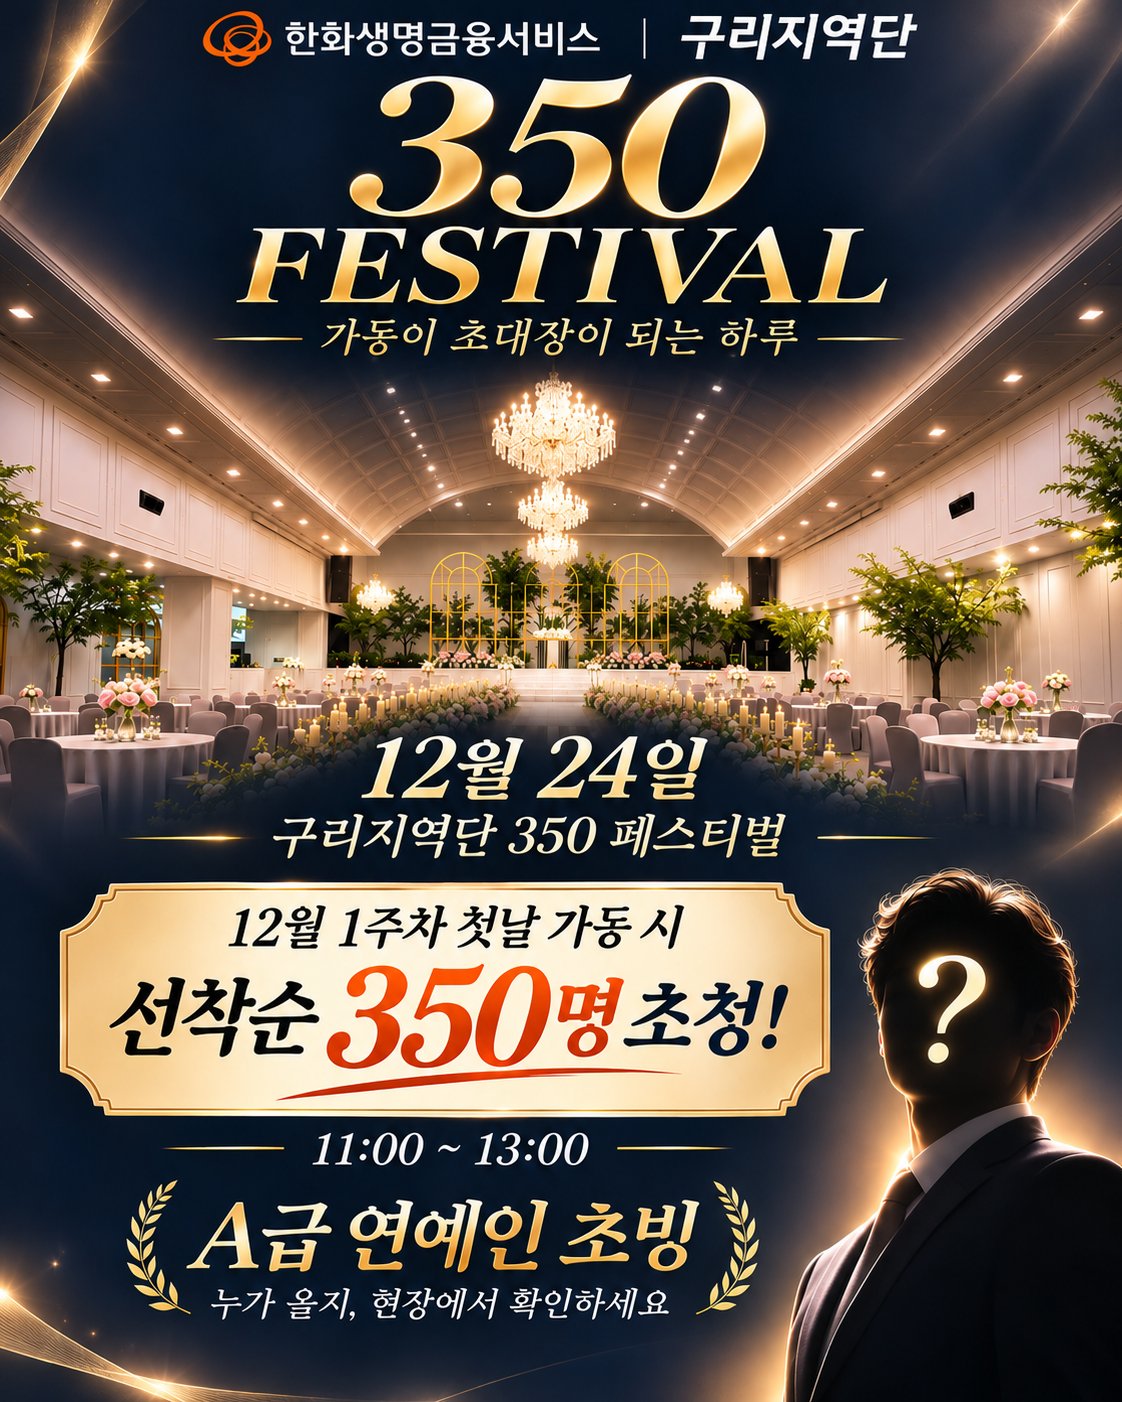 한화생명금융서비스 | 구리지역단
350
FESTIVAL
가동이 초대장이 되는 하루
12월 24일
구리지역단 350 페스티벌
12월 1주차 첫날 가동 시
선착순 350명 초청!
?
11:00 ~ 13:00
A급 연예인 초빙
누가 올지, 현장에서 확인하세요